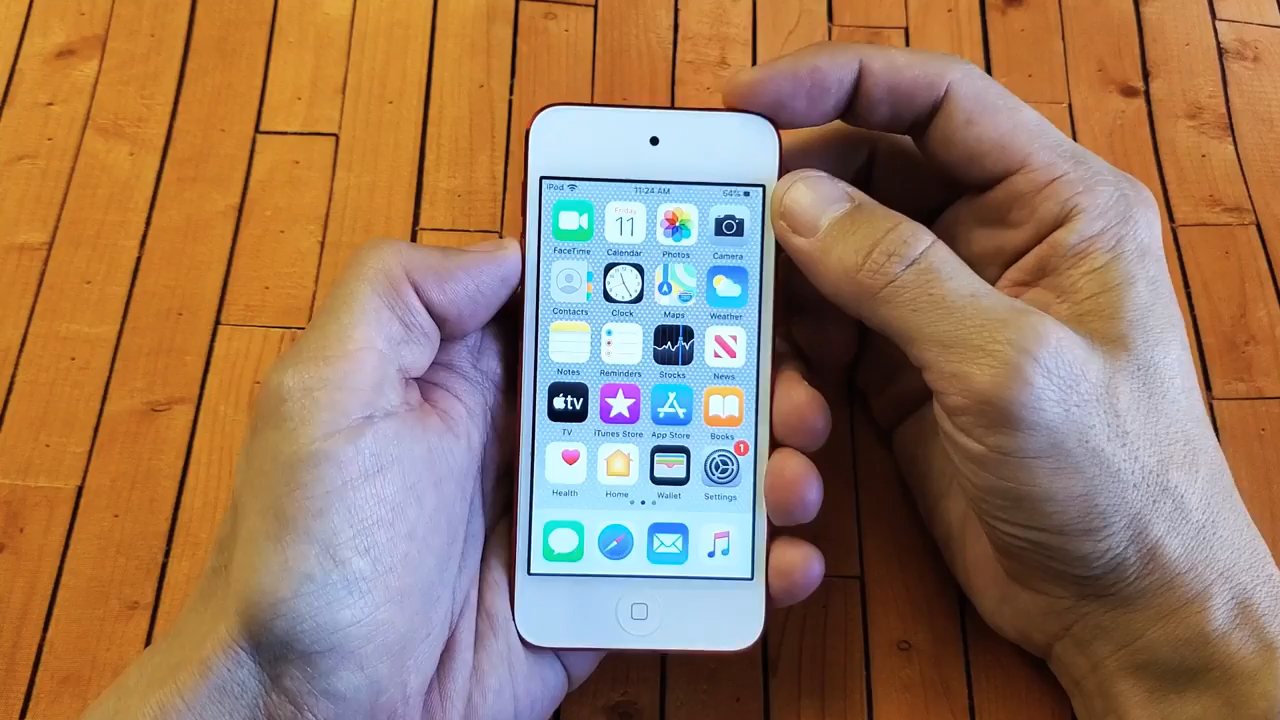 iPod 11:24 AM 64%
Friday
11
FaceTime Calendar Photos Camera
Contacts Clock Maps Weather
Notes Reminders Stocks News
tv
TV iTunes Store App Store Books
1
Health Home Wallet Settings